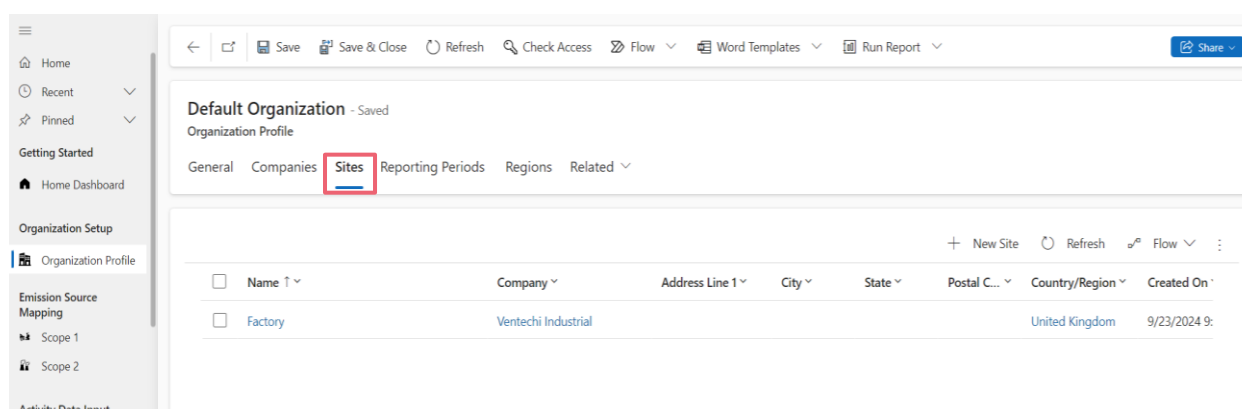 Save
Save & Close
Refresh
Check Access
Flow
Word Templates
Run Report
Share
Home
Recent
Pinned
Getting Started
Home Dashboard
Organization Setup
Organization Profile
Emission Source
Mapping
Scope 1
Scope 2
Activity Data Input
Default Organization - Saved
Organization Profile
General Companies Sites Reporting Periods Regions Related
+ New Site Refresh Flow
Name ↑ Company Address Line 1 City State Postal C... Country/Region Created On
Factory Ventechi Industrial United Kingdom 9/23/2024 9: